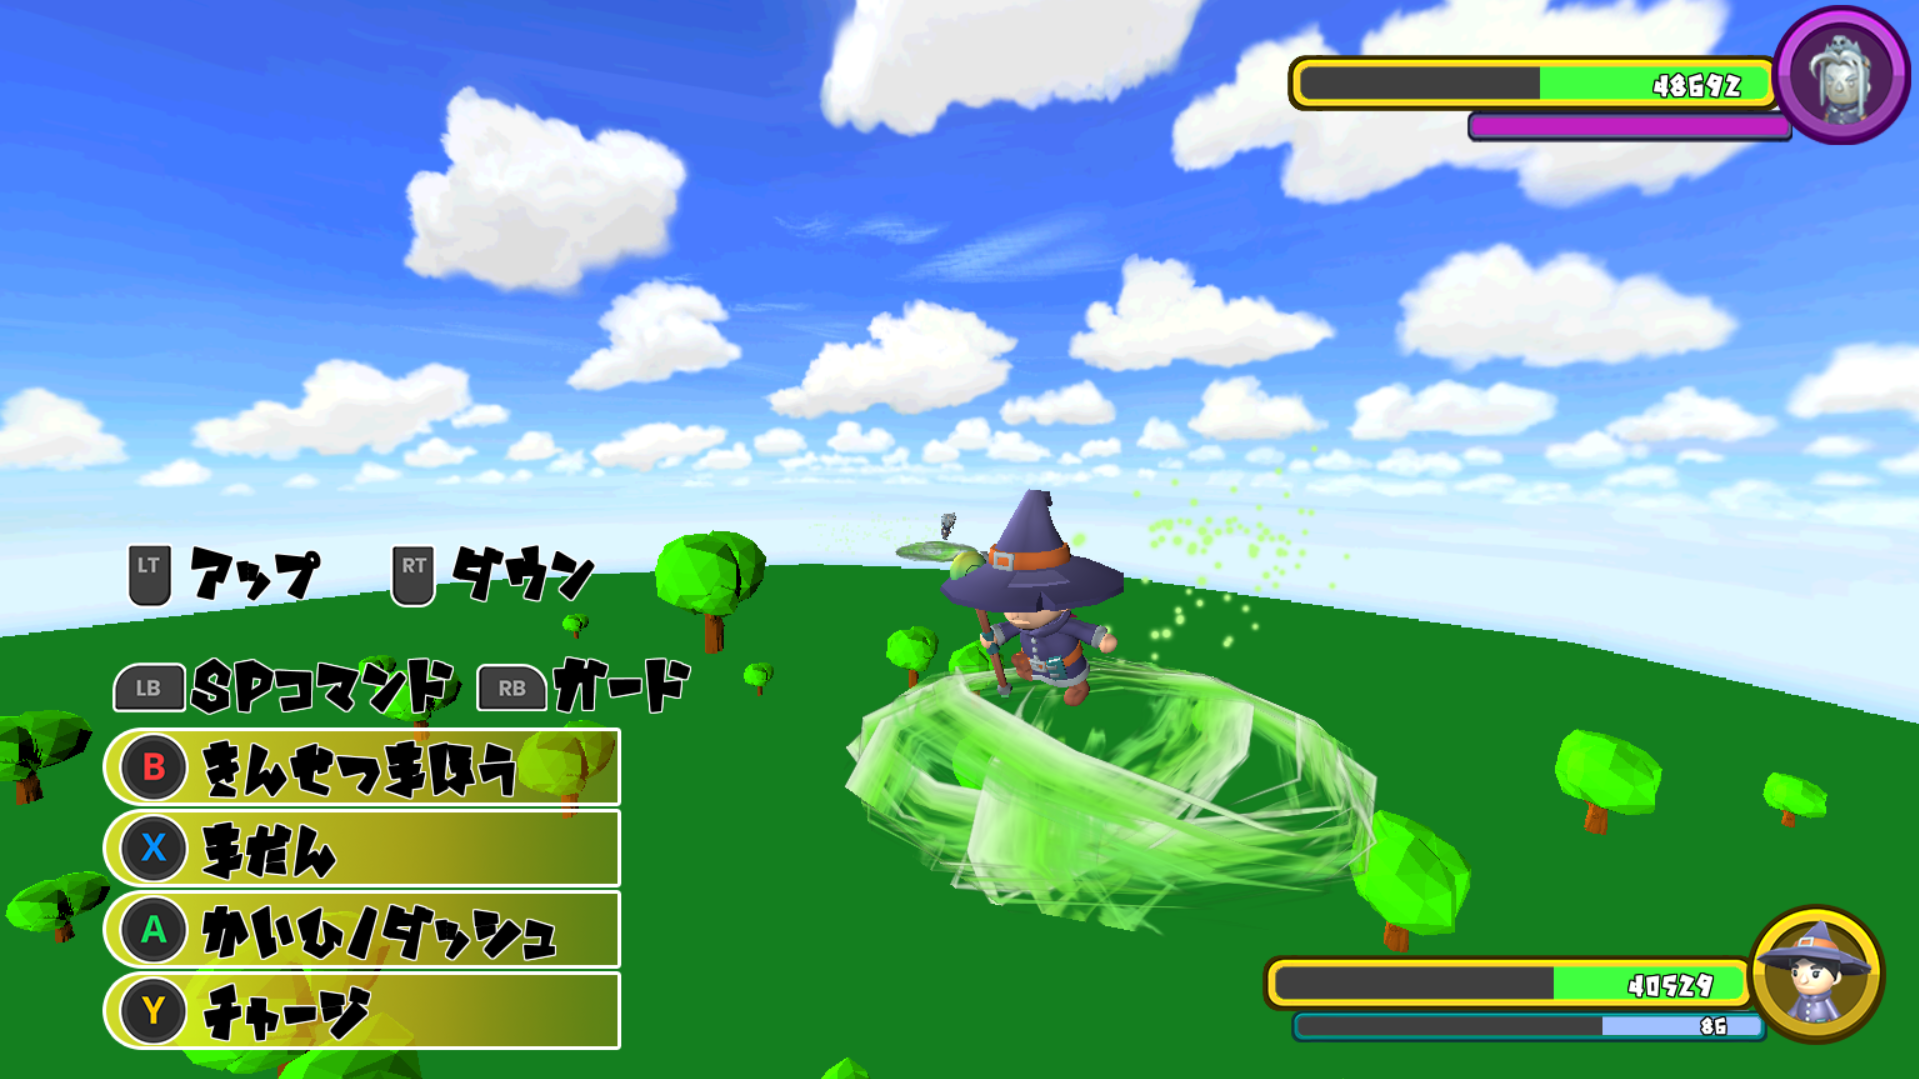 48692
LT アップ RT ダウン
LB SPコマンド RB ガード
B きんせつまほう
X まだん
A かいひ/ダッシュ
Y チャージ
40529
86